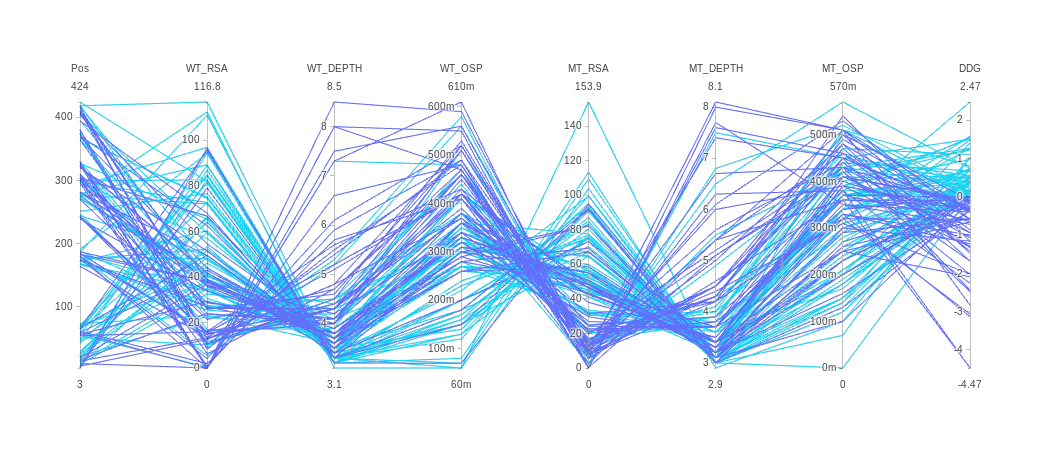 Pos WT_RSA WT_DEPTH WT_OSP MT_RSA MT_DEPTH MT_OSP DDG
424 116.8 8.5 610m 153.9 8.1 570m 2.47
400 100 8 600m 140 8 500m 2
300 80 7 500m 120 7 400m 1
200 60 6 400m 100 6 300m 0
100 40 5 300m 80 5 200m -1
20 4 200m 60 4 100m -2
0 100m 40 3 0m -3
20 -4
0
3 0 3.1 60m 0 2.9 0 -4.47